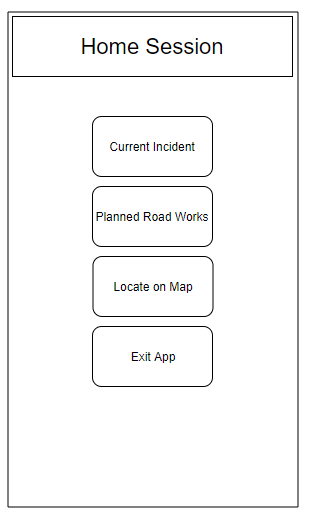 Home Session
Current Incident
Planned Road Works
Locate on Map
Exit App